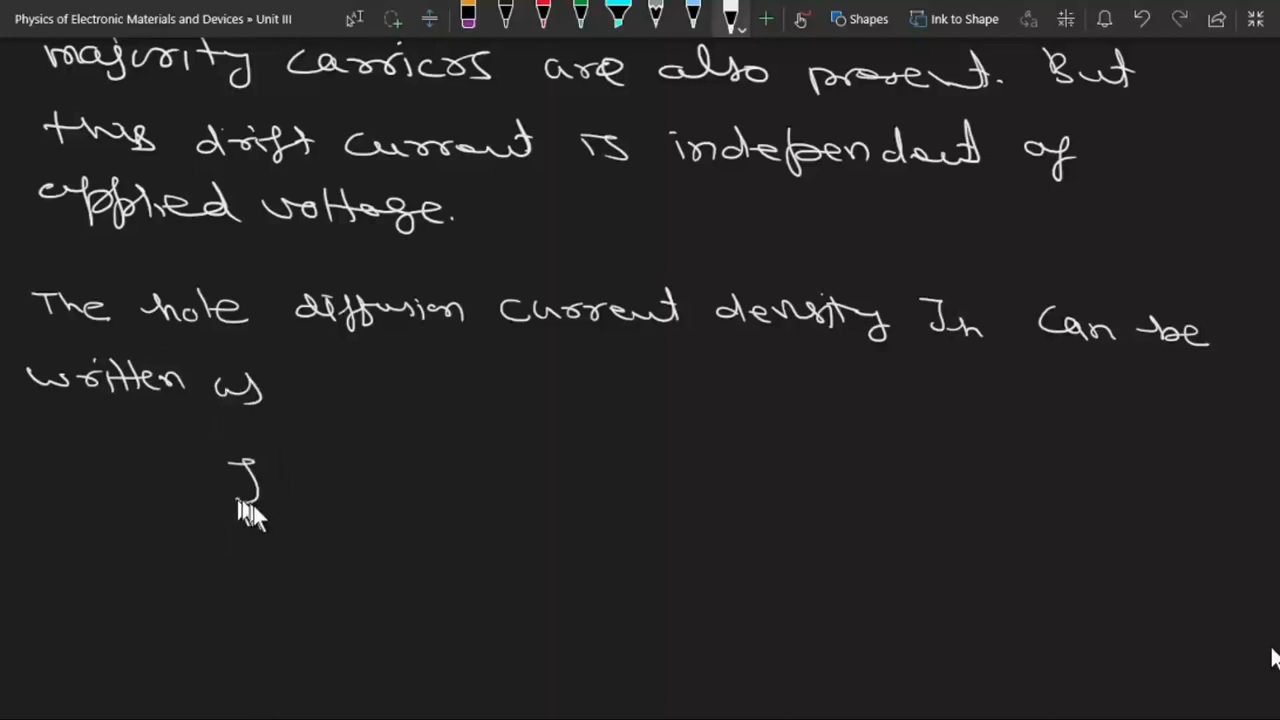 Physics of Electronic Materials and Devices » Unit III
Shapes
Ink to Shape
majority carriers are also present. But
this drift current is independent of
applied voltage.
The hole diffusion current density Jh can be
written as
J